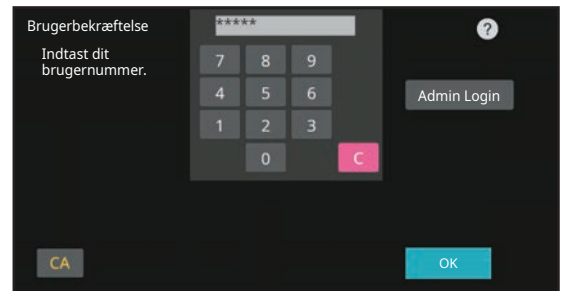 Brugerbekræftelse
*****
?
Indtast dit
brugernummer.
7 8 9
4 5 6
Admin Login
1 2 3
0 C
CA
OK